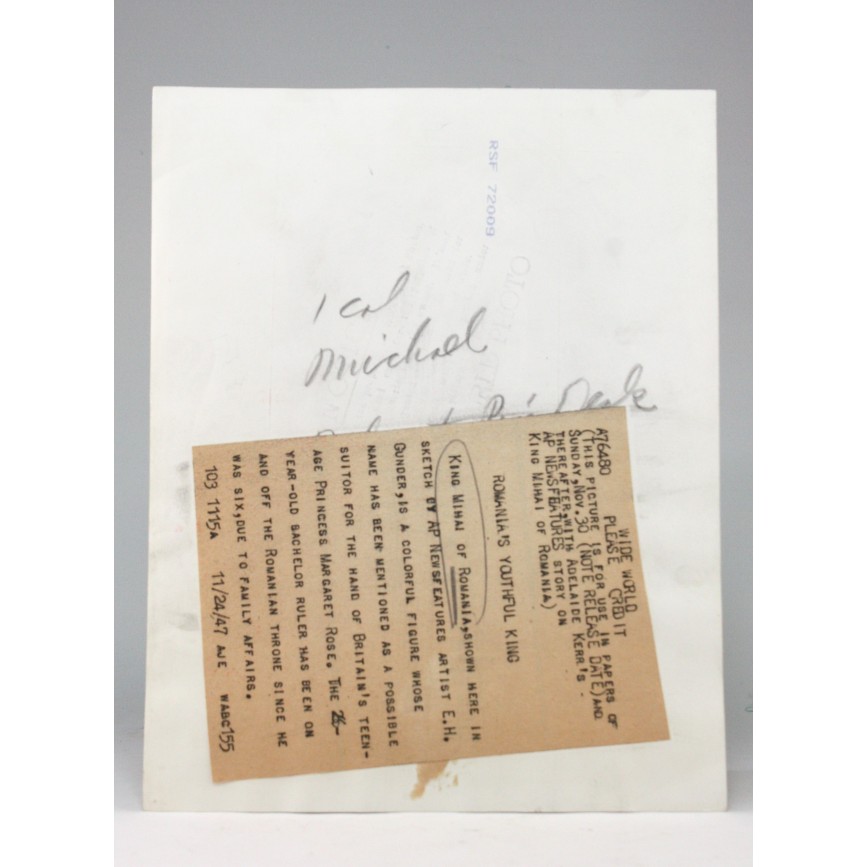 RSF 72009
1 col
Michael
WIDE WORLD
PLEASE CREDIT
A76480
(THIS PICTURE IS FOR USE IN PAPERS OF
SUNDAY, NOV. 30 (NOTE RELEASE DATE) AND
THEREAFTER, WITH ADELAIDE KERR'S
AP NEWSFEATURES STORY ON
KING MIHAI OF ROMANIA)
ROMANIA'S YOUTHFUL KING
KING MIHAI OF ROMANIA, SHOWN HERE IN
SKETCH BY AP NEWSFEATURES ARTIST E.H.
GUNDER, IS A COLORFUL FIGURE WHOSE
NAME HAS BEEN MENTIONED AS A POSSIBLE
SUITOR FOR THE HAND OF BRITAIN'S TEEN-
AGE PRINCESS MARGARET ROSE. THE 26-
YEAR-OLD BACHELOR RULER HAS BEEN ON
AND OFF THE ROMANIAN THRONE SINCE HE
WAS SIX, DUE TO FAMILY AFFAIRS.
103 1115A 11/24/47 AJE WABC155